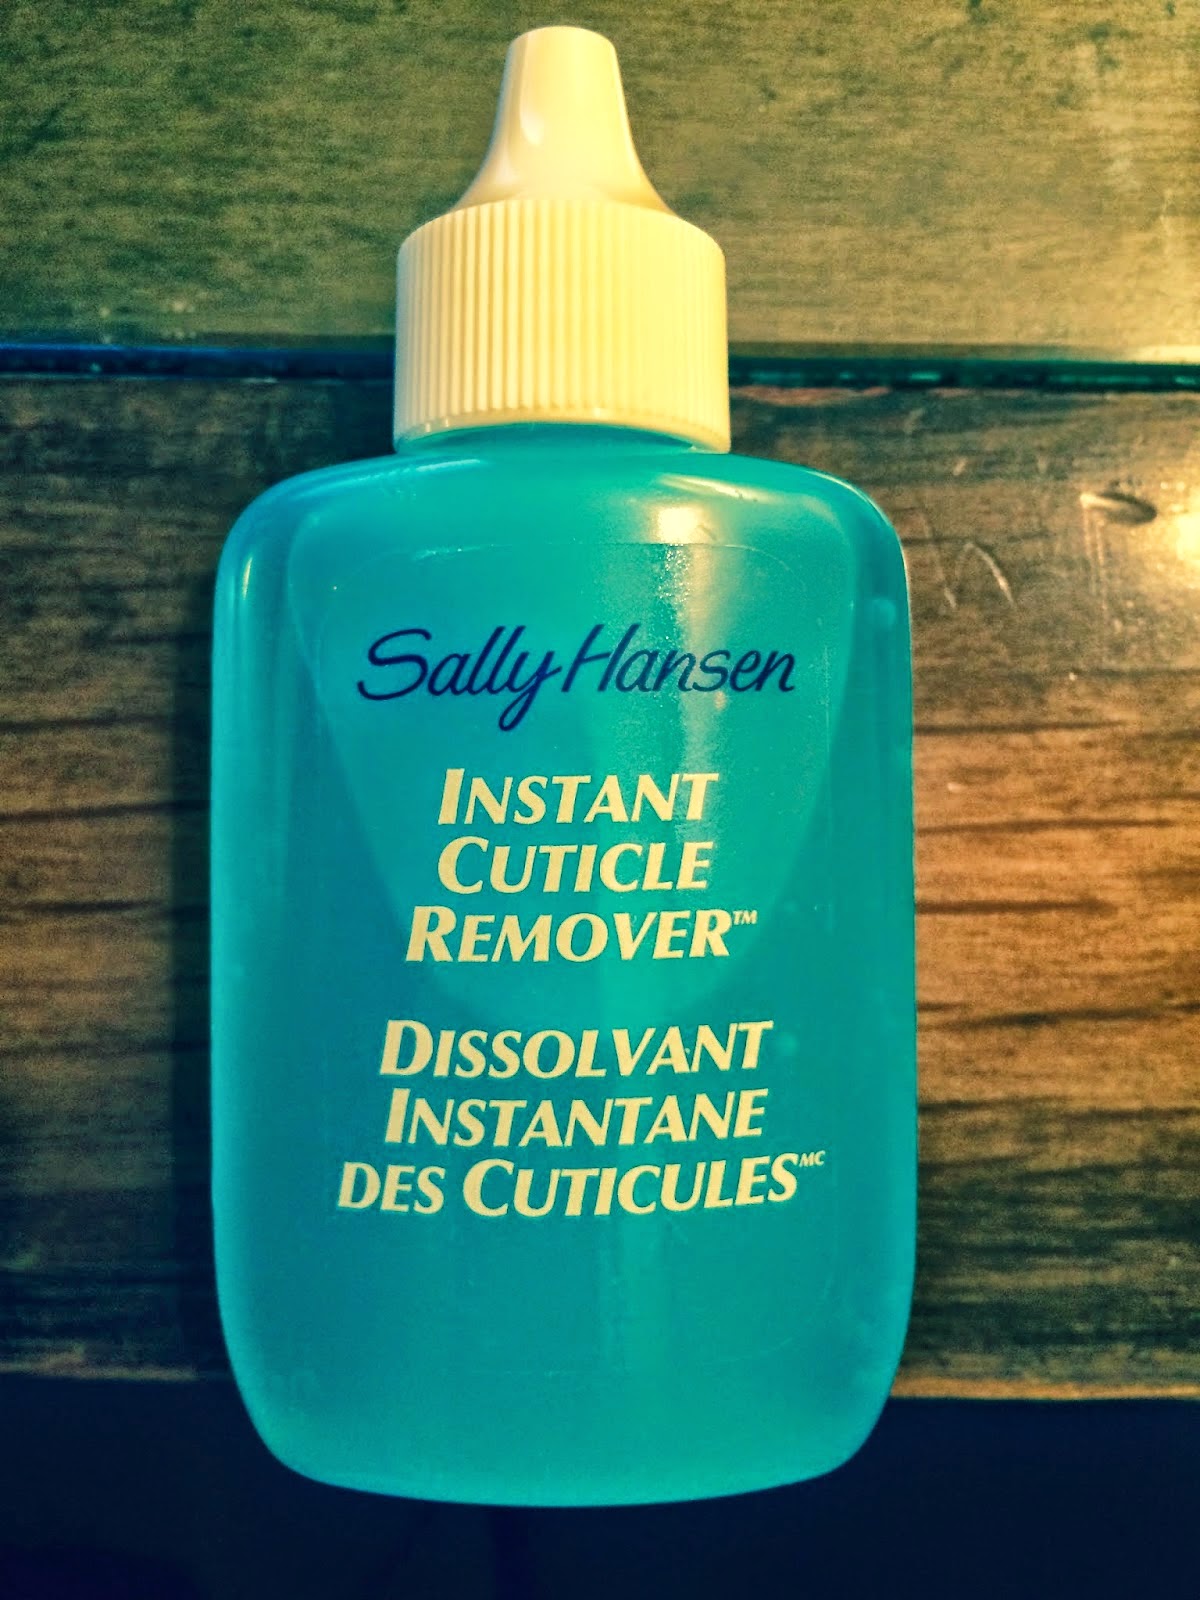 Sally Hansen
INSTANT
CUTICLE
REMOVER™
DISSOLVANT
INSTANTANE
DES CUTICULES MC